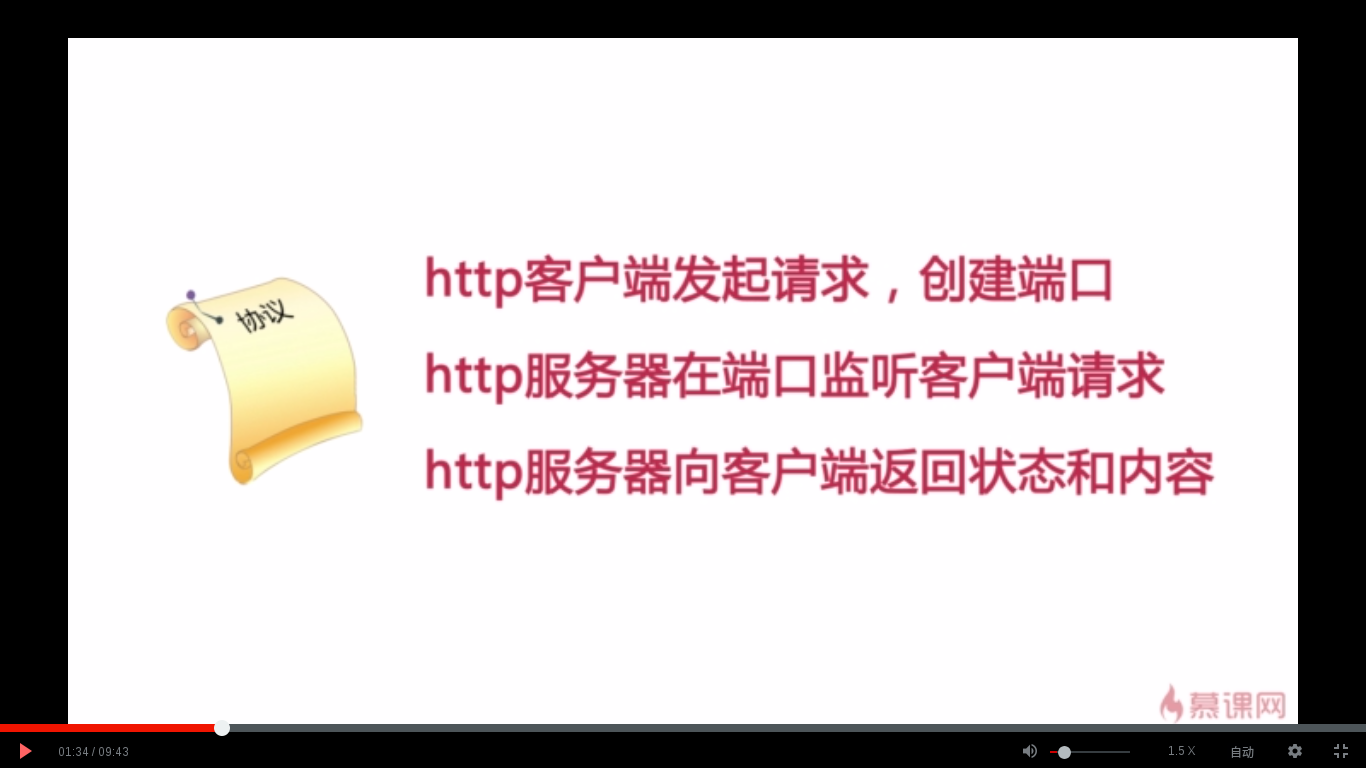 协议
http客户端发起请求，创建端口
http服务器在端口监听客户端请求
http服务器向客户端返回状态和内容
慕课网
01:34 / 09:43
1.5 X
自动